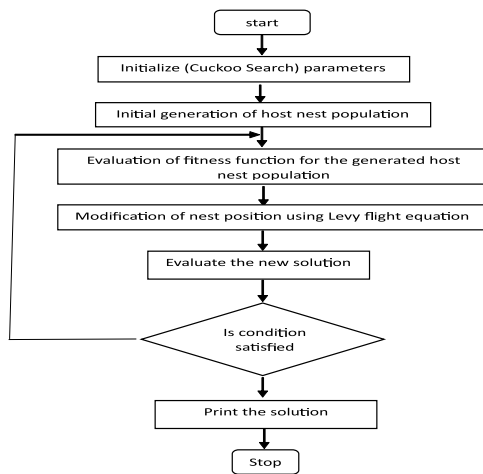 start
Initialize (Cuckoo Search) parameters
Initial generation of host nest population
Evaluation of fitness function for the generated host
nest population
Modification of nest position using Levy flight equation
Evaluate the new solution
Is condition
satisfied
Print the solution
Stop